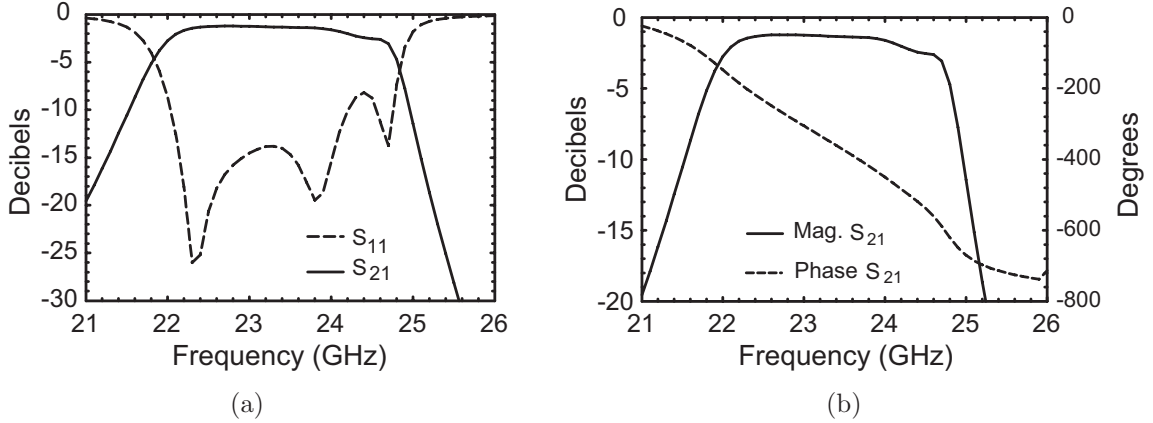 0
-5
-10
-15
-20
-25
-30
Decibels
S11
S21
21 22 23 24 25 26
Frequency (GHz)
(a)
0
-5
-10
-15
-20
Decibels
0
-200
-400
-600
-800
Degrees
Mag. S21
Phase S21
21 22 23 24 25 26
Frequency (GHz)
(b)